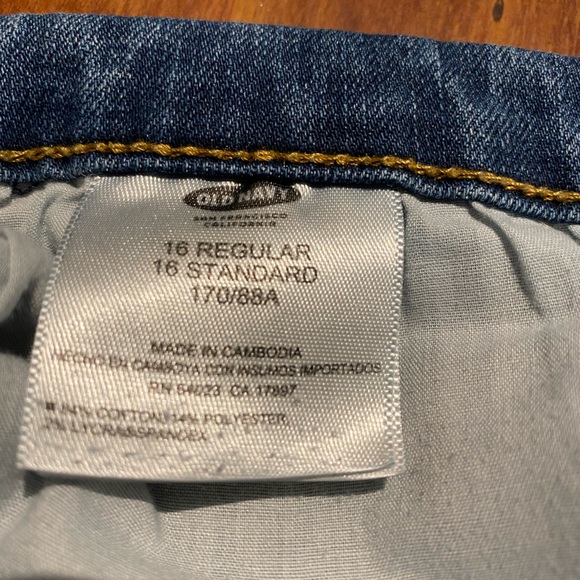 OLD NAVY
SAN FRANCISCO
CALIFORNIA
16 REGULAR
16 STANDARD
170/88A
MADE IN CAMBODIA
HECHO EN CAMBOYA CON INSUMOS IMPORTADOS
RN 54023 CA 17897
84% COTTON/14% POLYESTER,
2% LYCRA®SPANDEX